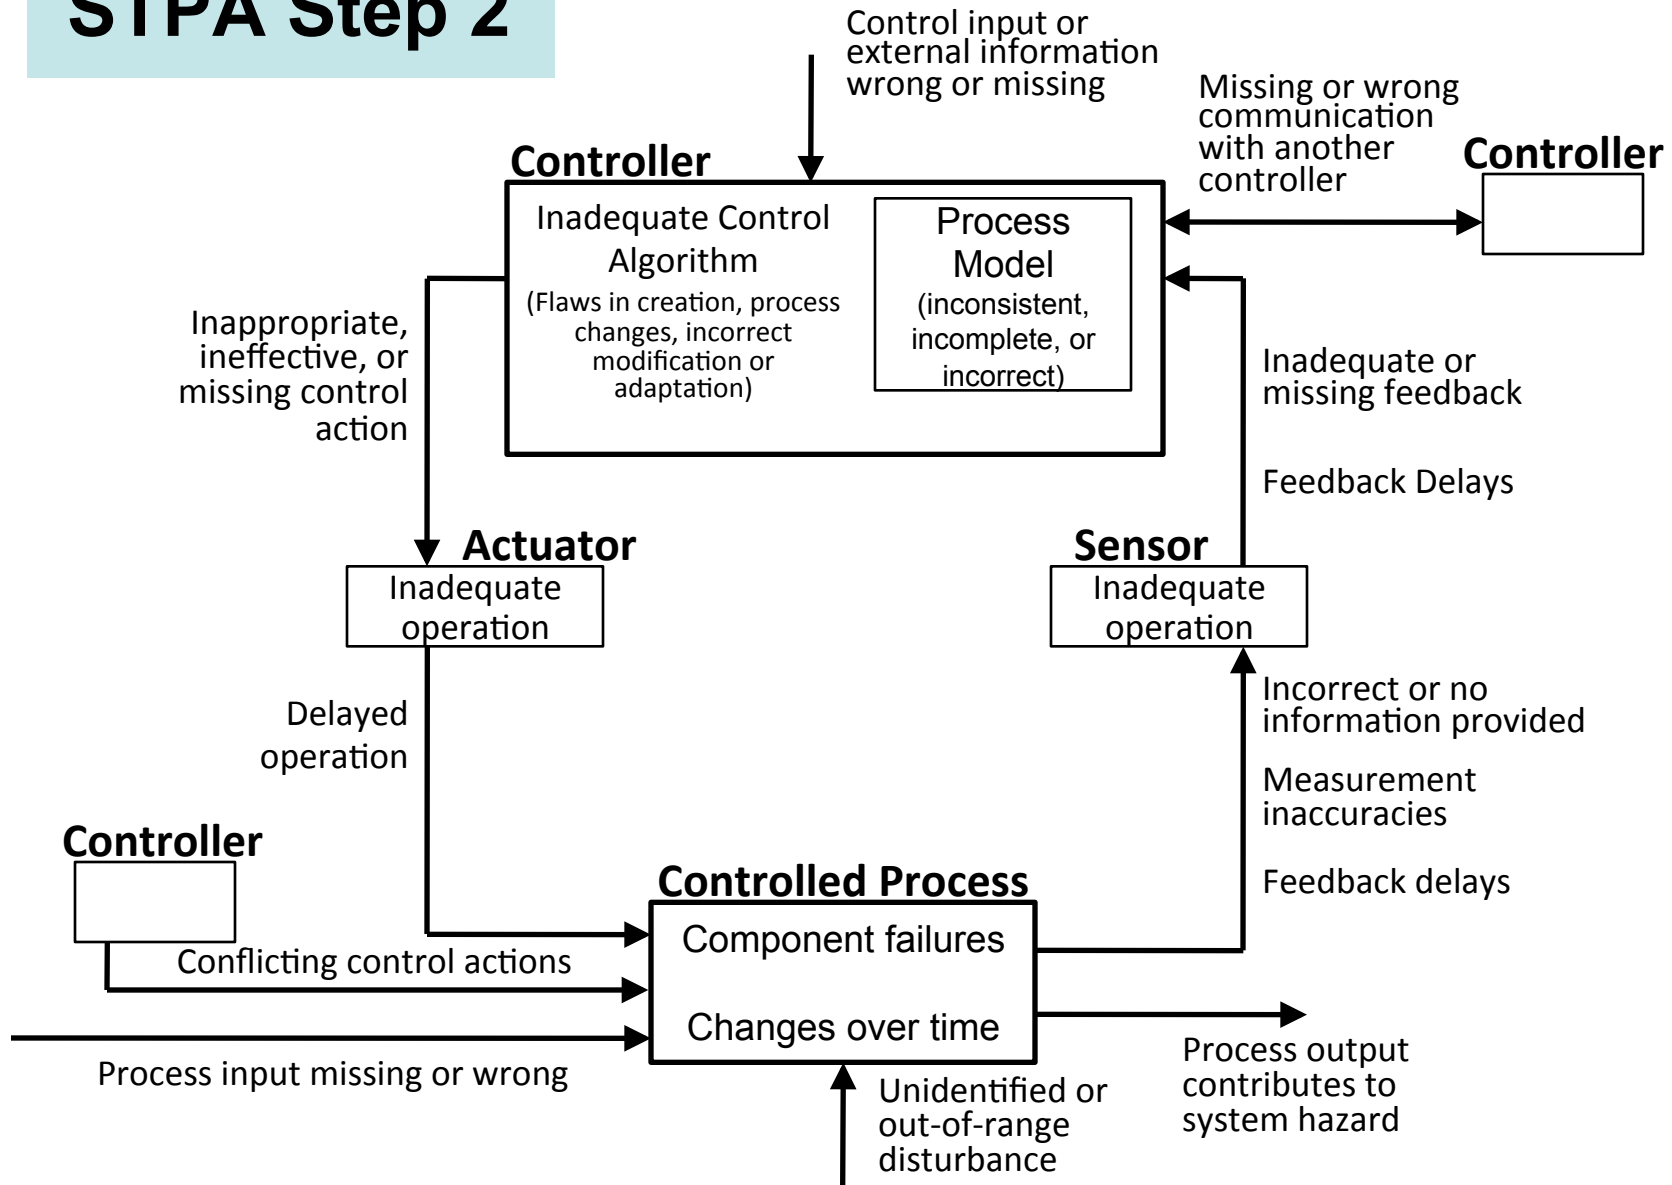 STPA Step 2
Control input or
external information
wrong or missing
Missing or wrong
communication
with another
controller
Controller
Controller
Inadequate Control
Algorithm
(Flaws in creation, process
changes, incorrect
modification or
adaptation)
Process
Model
(inconsistent,
incomplete, or
incorrect)
Inappropriate,
ineffective, or
missing control
action
Inadequate or
missing feedback
Feedback Delays
Actuator
Inadequate
operation
Sensor
Inadequate
operation
Delayed
operation
Incorrect or no
information provided
Measurement
inaccuracies
Feedback delays
Controller
Conflicting control actions
Process input missing or wrong
Controlled Process
Component failures
Changes over time
Unidentified or
out-of-range
disturbance
Process output
contributes to
system hazard